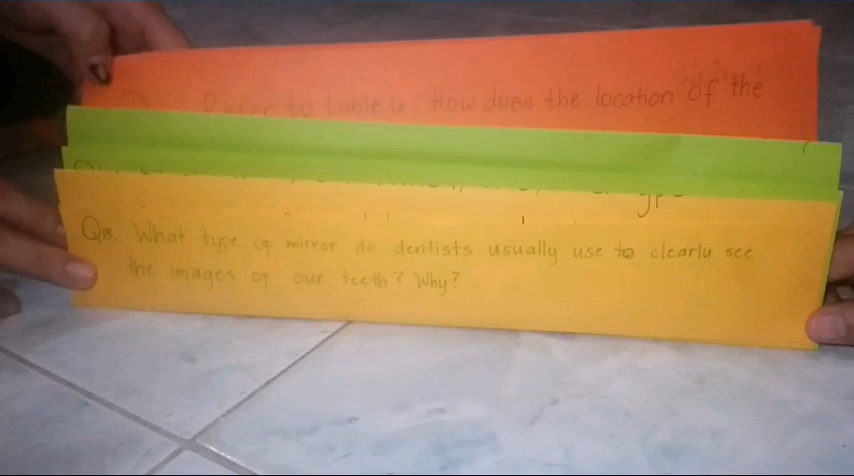 Refer to table 6. How does the location of the
Q13. What type of mirror do dentists usually use to clearly see
the images of our teeth? Why?